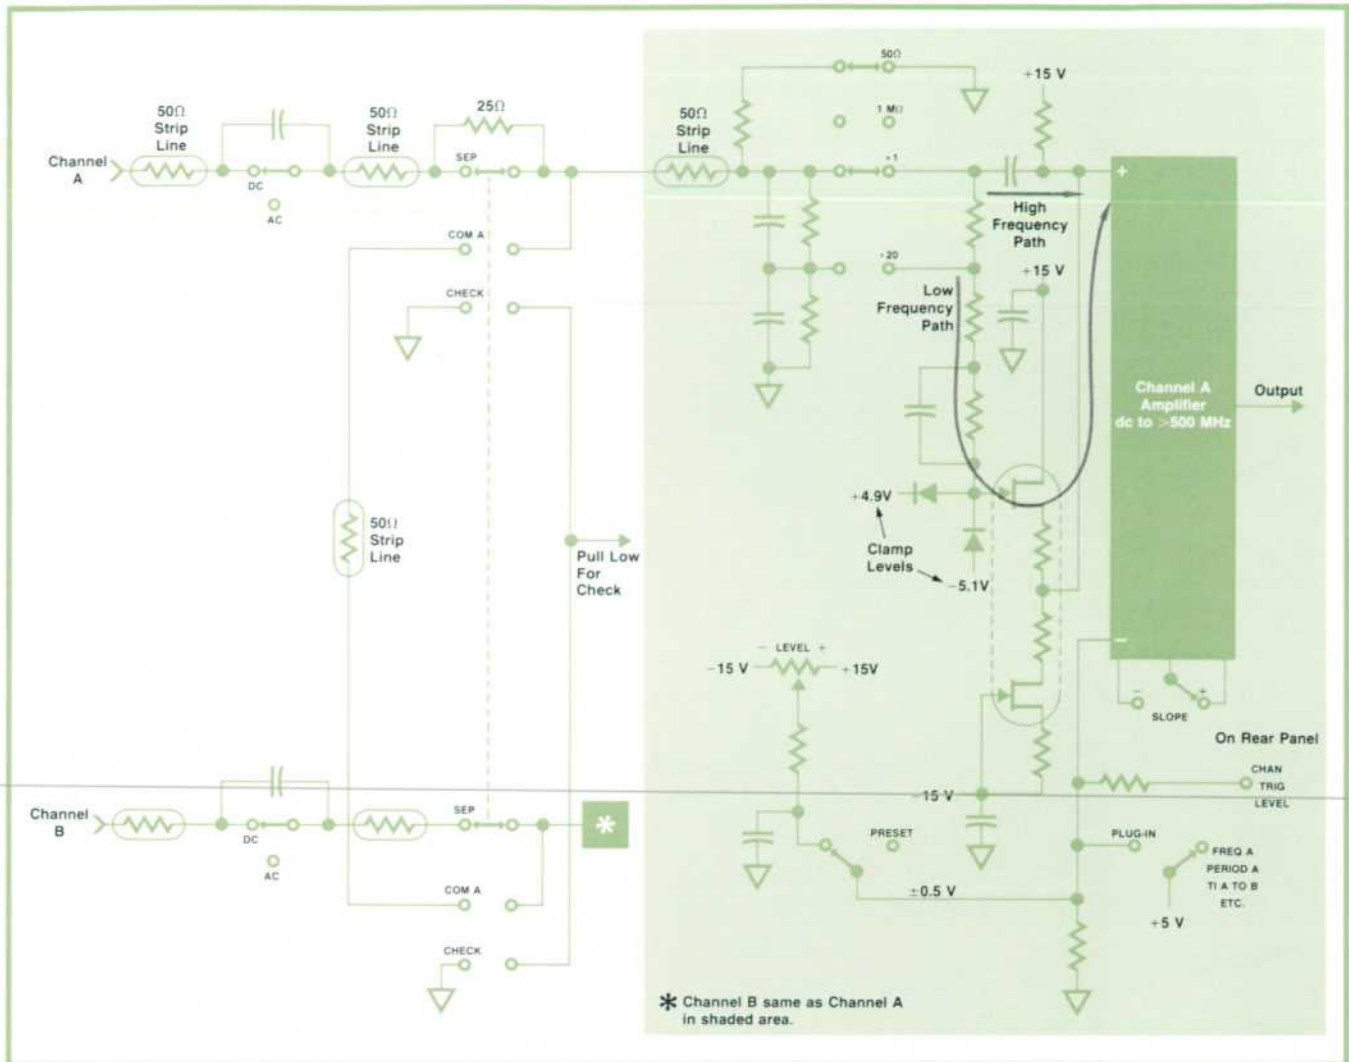 50Ω
Strip
Line
50Ω
Strip
Line
25Ω
50Ω
Strip
Line
50Ω
1 MΩ
+15 V
Channel
A
DC
AC
SEP
÷1
+
High
Frequency
Path
COM A
÷20
+15 V
CHECK
Low
Frequency
Path
Channel A
Amplifier
dc to >500 MHz
Output
50Ω
Strip
Line
Pull Low
For
Check
+4.9V
Clamp
Levels
−5.1V
− LEVEL +
−15 V
+15V
−
− +
SLOPE
On Rear Panel
CHAN
TRIG
LEVEL
Channel
B
DC
AC
SEP
*
−15 V
PRESET
PLUG-IN
FREQ A
PERIOD A
TI A TO B
ETC.
COM A
±0.5 V
+5 V
CHECK
* Channel B same as Channel A
in shaded area.